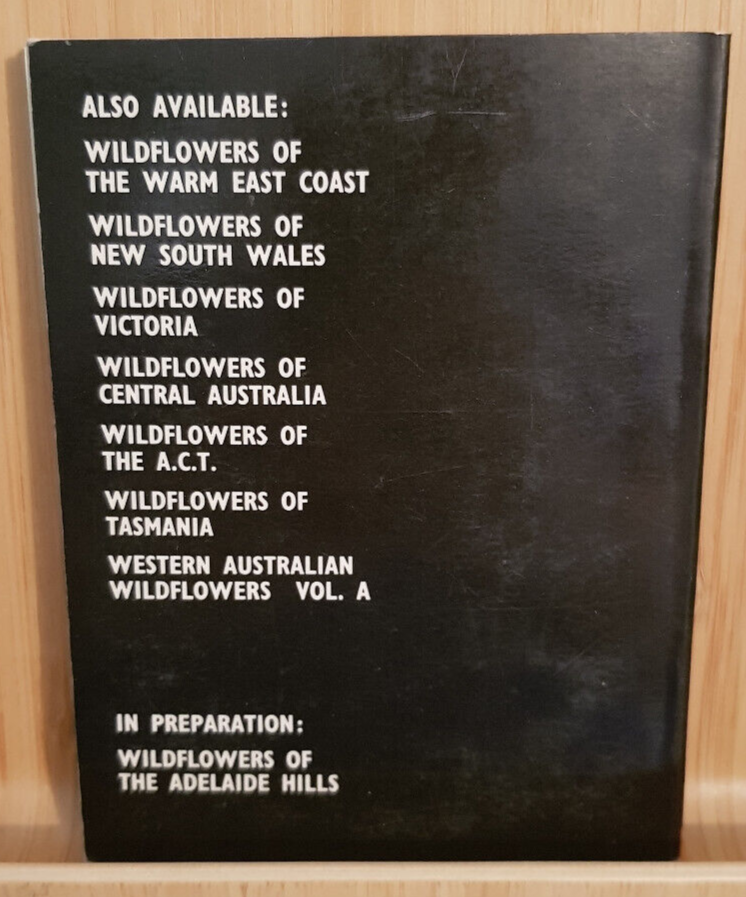 ALSO AVAILABLE:
WILDFLOWERS OF
THE WARM EAST COAST
WILDFLOWERS OF
NEW SOUTH WALES
WILDFLOWERS OF
VICTORIA
WILDFLOWERS OF
CENTRAL AUSTRALIA
WILDFLOWERS OF
THE A.C.T.
WILDFLOWERS OF
TASMANIA
WESTERN AUSTRALIAN
WILDFLOWERS VOL. A
IN PREPARATION:
WILDFLOWERS OF
THE ADELAIDE HILLS